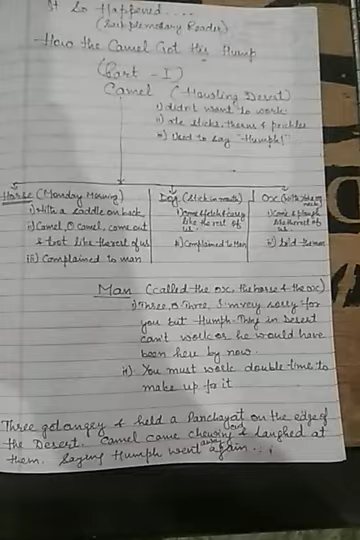 It So Happened....
(Supplementary Reader)
How the Camel Got His Hump
(Part - I)
Camel (Howling Desert)
i) didn't want to work
ii) ate sticks, thorns & prickles
iii) Used to say "Humph!"
Horse (Monday Morning)
i) With a saddle on back
ii) Camel, O Camel, come out & trot like the rest of us
iii) Complained to man
Dog (stick in mouth)
i) come & fetch & carry like the rest of us
ii) Complained to Man
Ox (with yoke on neck)
i) Come & plough like the rest of us
ii) told the man
Man (called the ox, the horse & the ox)
i) Three, O Three, I'm very sorry for
you but Humph-Thing in Desert
can't work or he would have
been here by now.
ii) You must work double-time to
make up for it
Three got angry & held a Panchayat on the edge of
the Desert. Camel came chewing cud & laughed at
them. Saying Humph went away again...